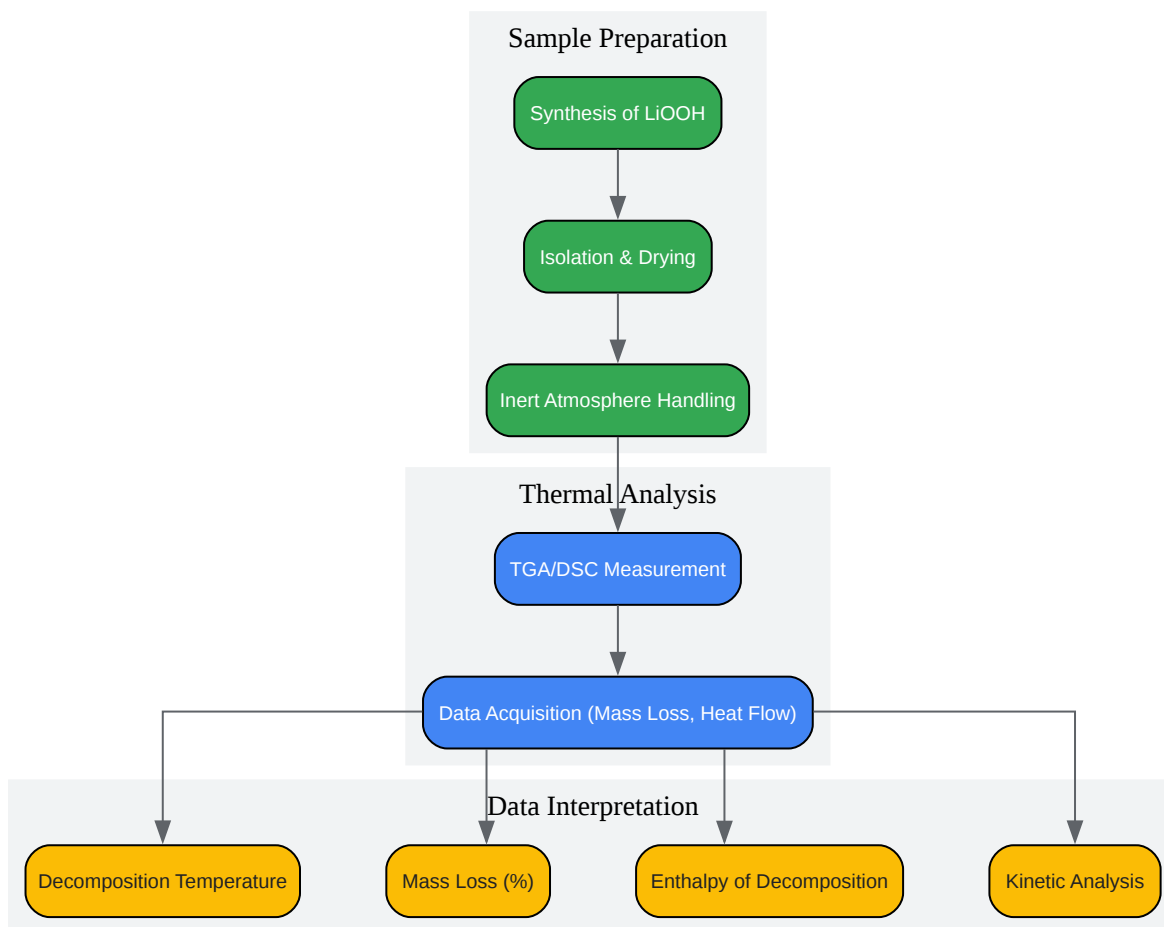 Sample Preparation
Synthesis of LiOOH
Isolation & Drying
Inert Atmosphere Handling
Thermal Analysis
TGA/DSC Measurement
Data Acquisition (Mass Loss, Heat Flow)
Data Interpretation
Decomposition Temperature
Mass Loss (%)
Enthalpy of Decomposition
Kinetic Analysis